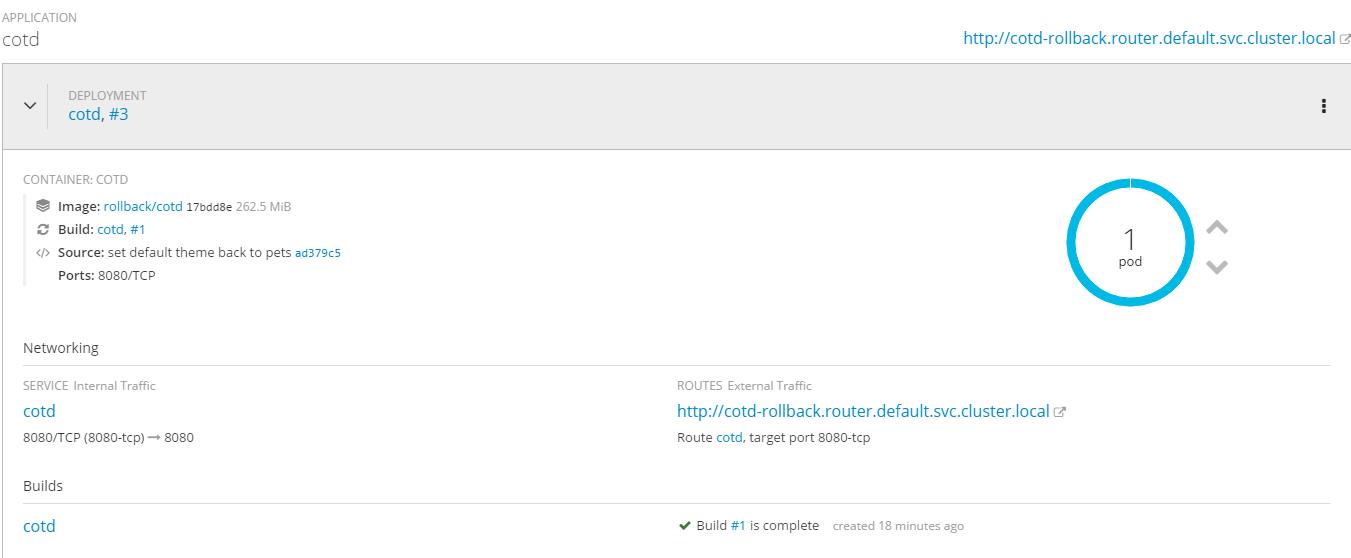 APPLICATION
cotd
http://cotd-rollback.router.default.svc.cluster.local
DEPLOYMENT
cotd, #3
CONTAINER: COTD
Image: rollback/cotd 17bdd8e 262.5 MiB
Build: cotd, #1
Source: set default theme back to pets ad379c5
Ports: 8080/TCP
1
pod
Networking
SERVICE Internal Traffic
cotd
8080/TCP (8080-tcp) → 8080
ROUTES External Traffic
http://cotd-rollback.router.default.svc.cluster.local
Route cotd, target port 8080-tcp
Builds
cotd
Build #1 is complete created 18 minutes ago